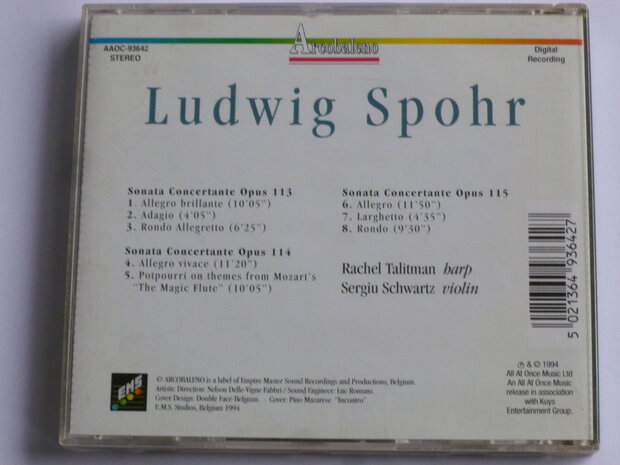 AAOC-93642
STEREO
Arcobaleno
Digital
Recording
Ludwig Spohr
Sonata Concertante Opus 113
1. Allegro brillante (10'05")
2. Adagio (4'05")
3. Rondo Allegretto (6'25")
Sonata Concertante Opus 114
4. Allegro vivace (11'20")
5. Potpourri on themes from Mozart's
"The Magic Flute" (10'05")
Sonata Concertante Opus 115
6. Allegro (11'50")
7. Larghetto (4'35")
8. Rondo (9'30")
Rachel Talitman harp
Sergiu Schwartz violin
5 021364 936427
EMS
© ARCOBALENO is a label of Empire Master Sound Recordings and Productions, Belgium
Artistic Direction: Nelson Delle-Vigne Fabbri / Sound Engineer: Luc Romans.
Cover Design: Double Face-Belgium. - Cover: Pino Mazarese "Incontro"
E.M.S. Studios, Belgium 1994
℗ & © 1994
All At Once Music Ltd
An All At Once Music
release in association
with Kuys
Entertainment Group.